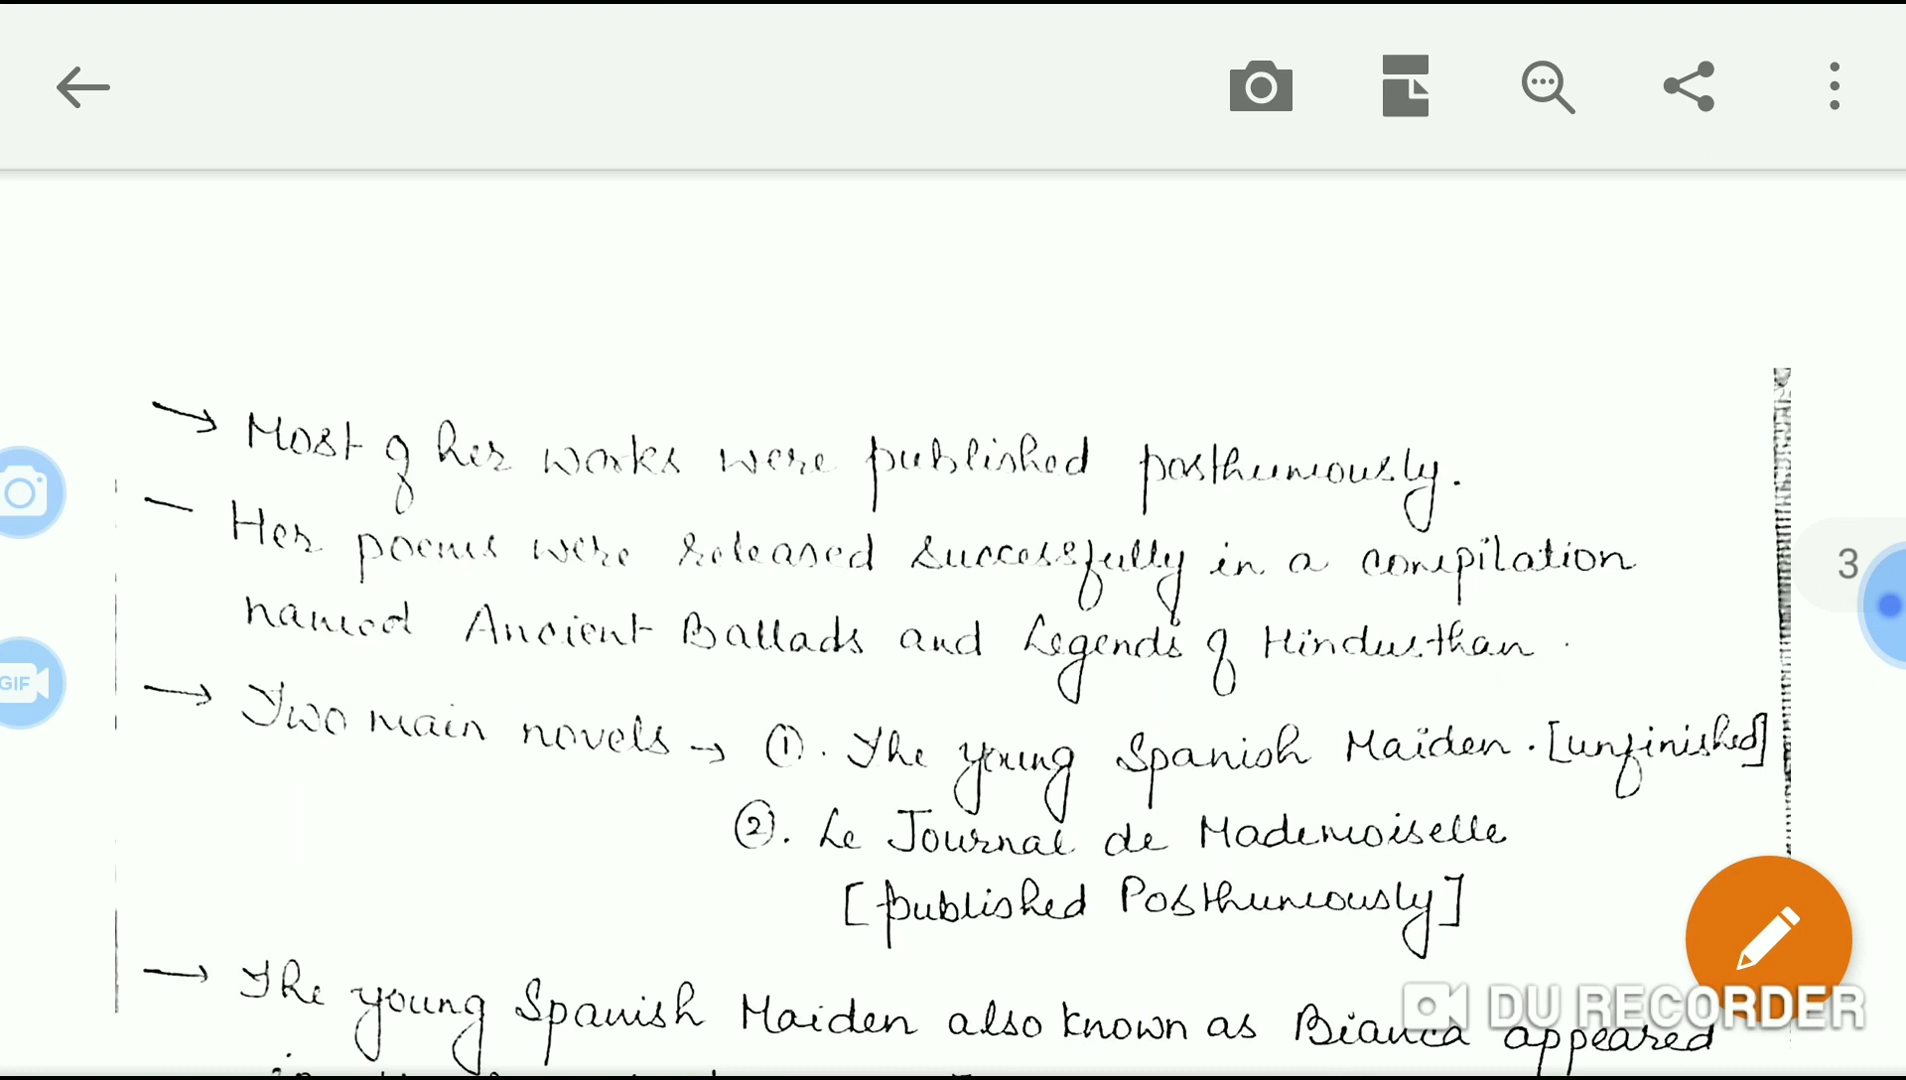 → Most of her works were published posthumously.
— Her poems were released successfully in a compilation
named Ancient Ballads and Legends of Hindusthan.
→ Two main novels → ①. The young Spanish Maiden. [unfinished]
3
GIF
②. Le Journal de Mademoiselle
[published Posthumously]
→ The young Spanish Maiden also known as Bianca appeared
DU RECORDER